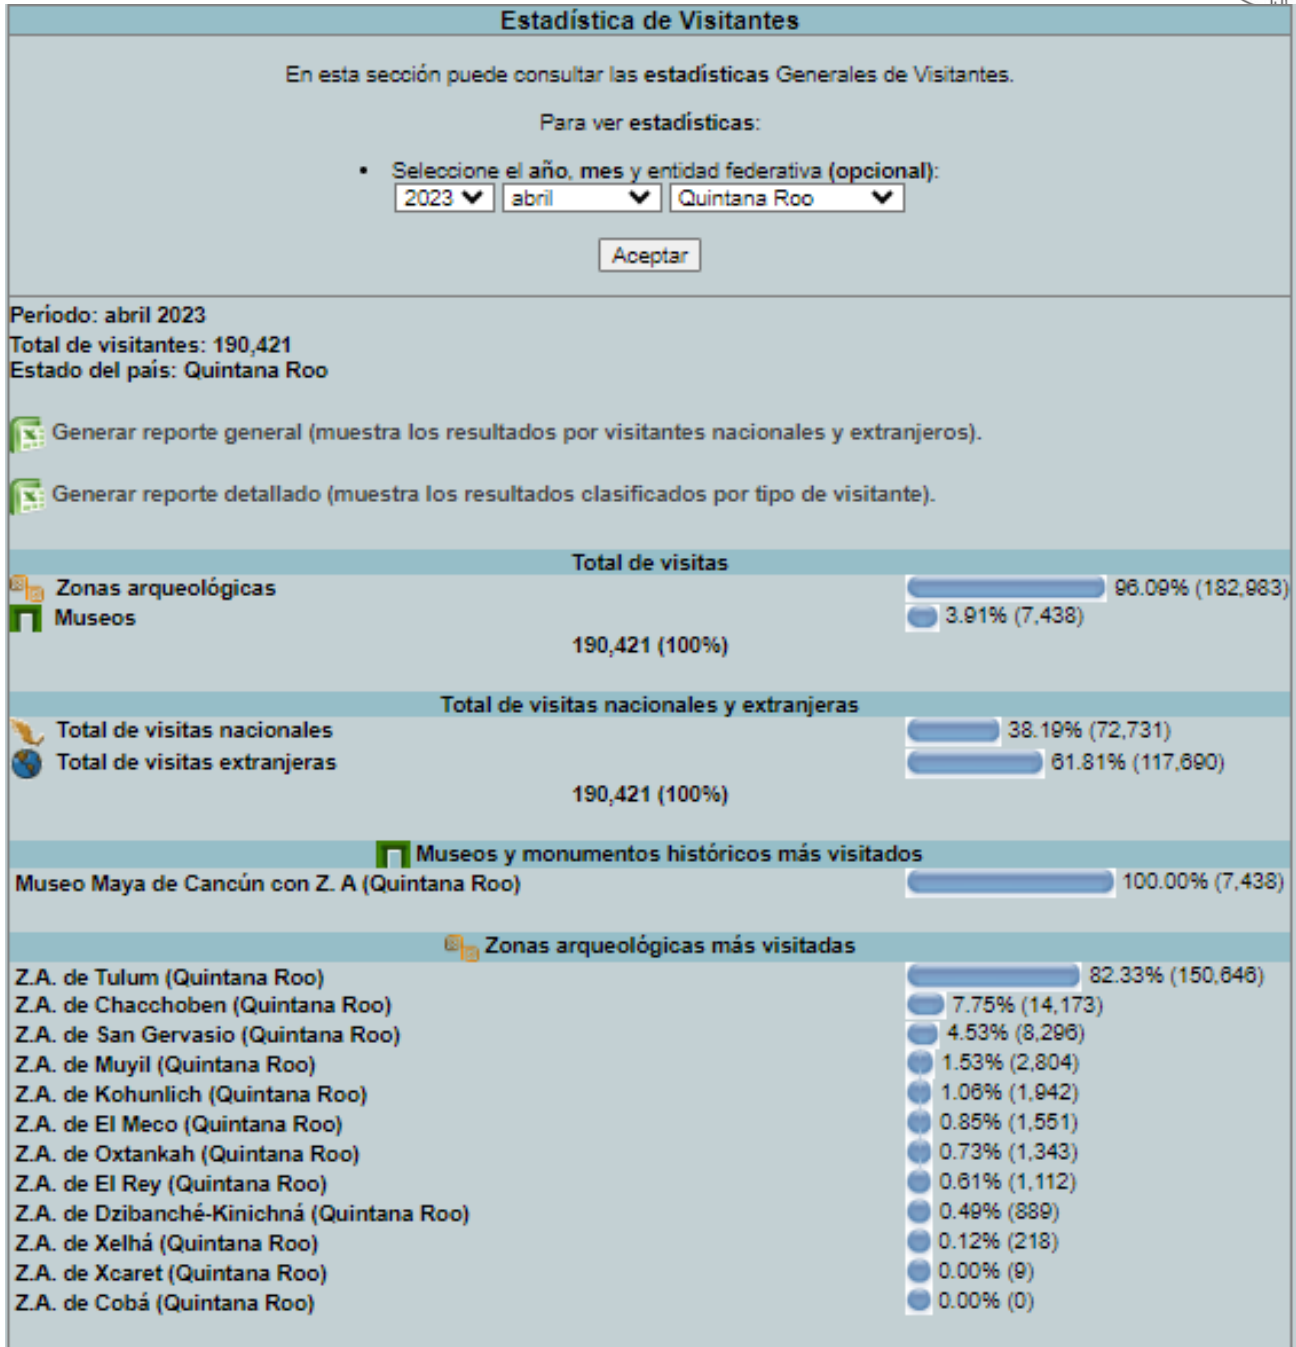 Estadística de Visitantes
En esta sección puede consultar las estadísticas Generales de Visitantes.
Para ver estadísticas:
• Seleccione el año, mes y entidad federativa (opcional):
2023 abril Quintana Roo
Aceptar
Período: abril 2023
Total de visitantes: 190,421
Estado del país: Quintana Roo
Generar reporte general (muestra los resultados por visitantes nacionales y extranjeros).
Generar reporte detallado (muestra los resultados clasificados por tipo de visitante).
Total de visitas
Zonas arqueológicas 96.09% (182,983)
Museos 3.91% (7,438)
190,421 (100%)
Total de visitas nacionales y extranjeras
Total de visitas nacionales 38.19% (72,731)
Total de visitas extranjeras 61.81% (117,690)
190,421 (100%)
Museos y monumentos históricos más visitados
Museo Maya de Cancún con Z. A (Quintana Roo) 100.00% (7,438)
Zonas arqueológicas más visitadas
Z.A. de Tulum (Quintana Roo) 82.33% (150,646)
Z.A. de Chacchoben (Quintana Roo) 7.75% (14,173)
Z.A. de San Gervasio (Quintana Roo) 4.53% (8,296)
Z.A. de Muyil (Quintana Roo) 1.53% (2,804)
Z.A. de Kohunlich (Quintana Roo) 1.06% (1,942)
Z.A. de El Meco (Quintana Roo) 0.85% (1,551)
Z.A. de Oxtankah (Quintana Roo) 0.73% (1,343)
Z.A. de El Rey (Quintana Roo) 0.61% (1,112)
Z.A. de Dzibanché-Kinichná (Quintana Roo) 0.49% (889)
Z.A. de Xelhá (Quintana Roo) 0.12% (218)
Z.A. de Xcaret (Quintana Roo) 0.00% (9)
Z.A. de Cobá (Quintana Roo) 0.00% (0)